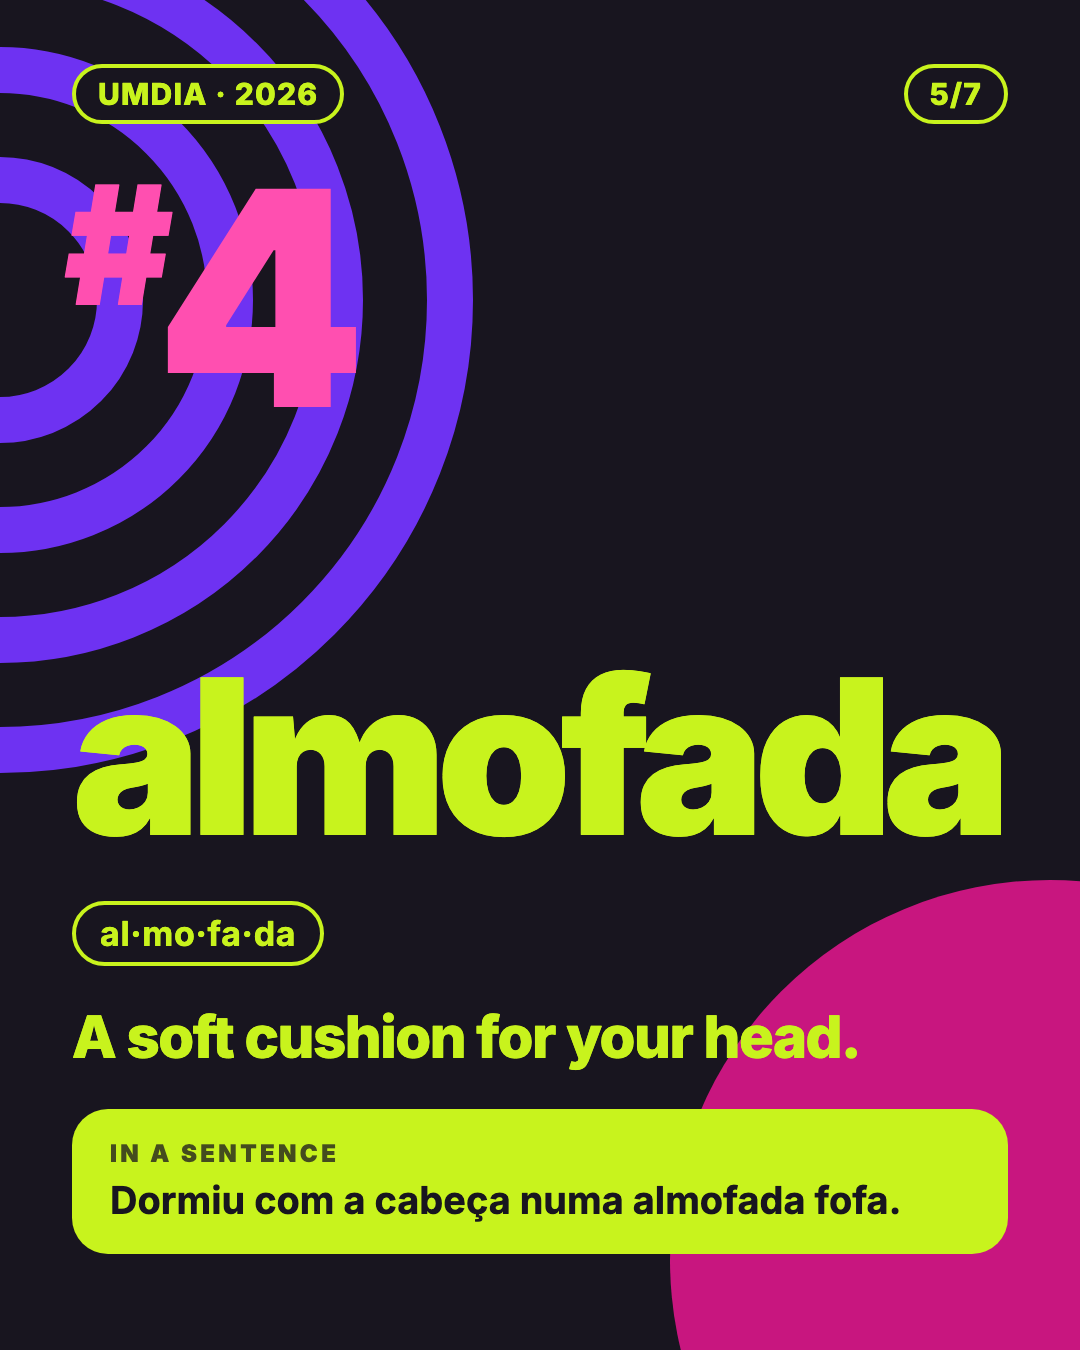 UMDIA · 2026
5/7
#4
almofada
al·mo·fa·da
A soft cushion for your head.
IN A SENTENCE
Dormiu com a cabeça numa almofada fofa.